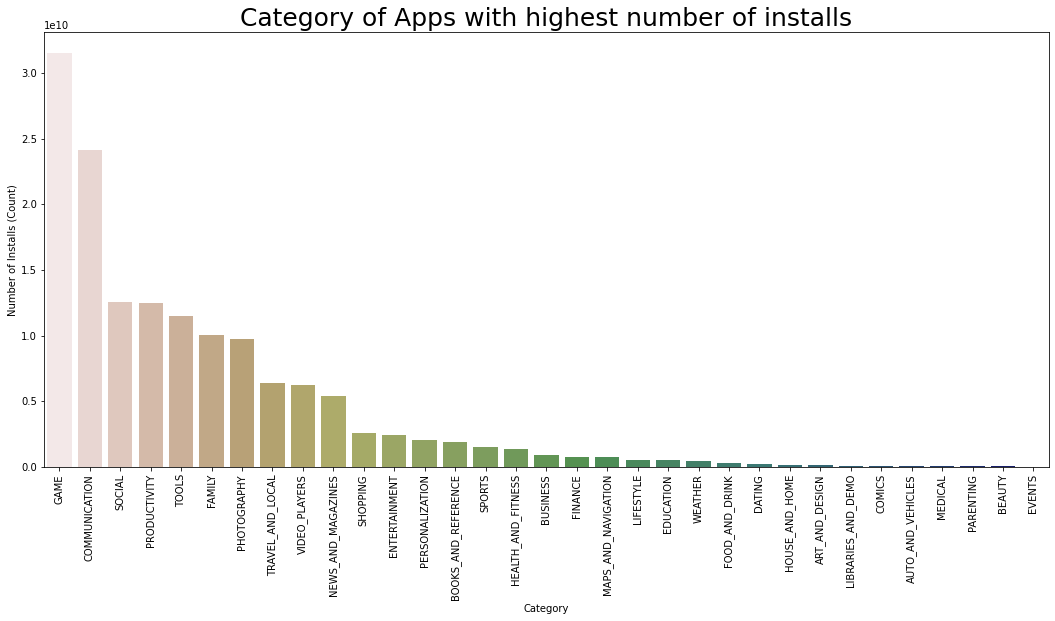 Category of Apps with highest number of installs
1e10
3.0
2.5
2.0
1.5
1.0
0.5
0.0
Number of Installs (Count)
GAME
COMMUNICATION
SOCIAL
PRODUCTIVITY
TOOLS
FAMILY
PHOTOGRAPHY
TRAVEL_AND_LOCAL
VIDEO_PLAYERS
NEWS_AND_MAGAZINES
SHOPPING
ENTERTAINMENT
PERSONALIZATION
BOOKS_AND_REFERENCE
SPORTS
HEALTH_AND_FITNESS
BUSINESS
FINANCE
MAPS_AND_NAVIGATION
LIFESTYLE
EDUCATION
WEATHER
FOOD_AND_DRINK
DATING
HOUSE_AND_HOME
ART_AND_DESIGN
LIBRARIES_AND_DEMO
COMICS
AUTO_AND_VEHICLES
MEDICAL
PARENTING
BEAUTY
EVENTS
Category